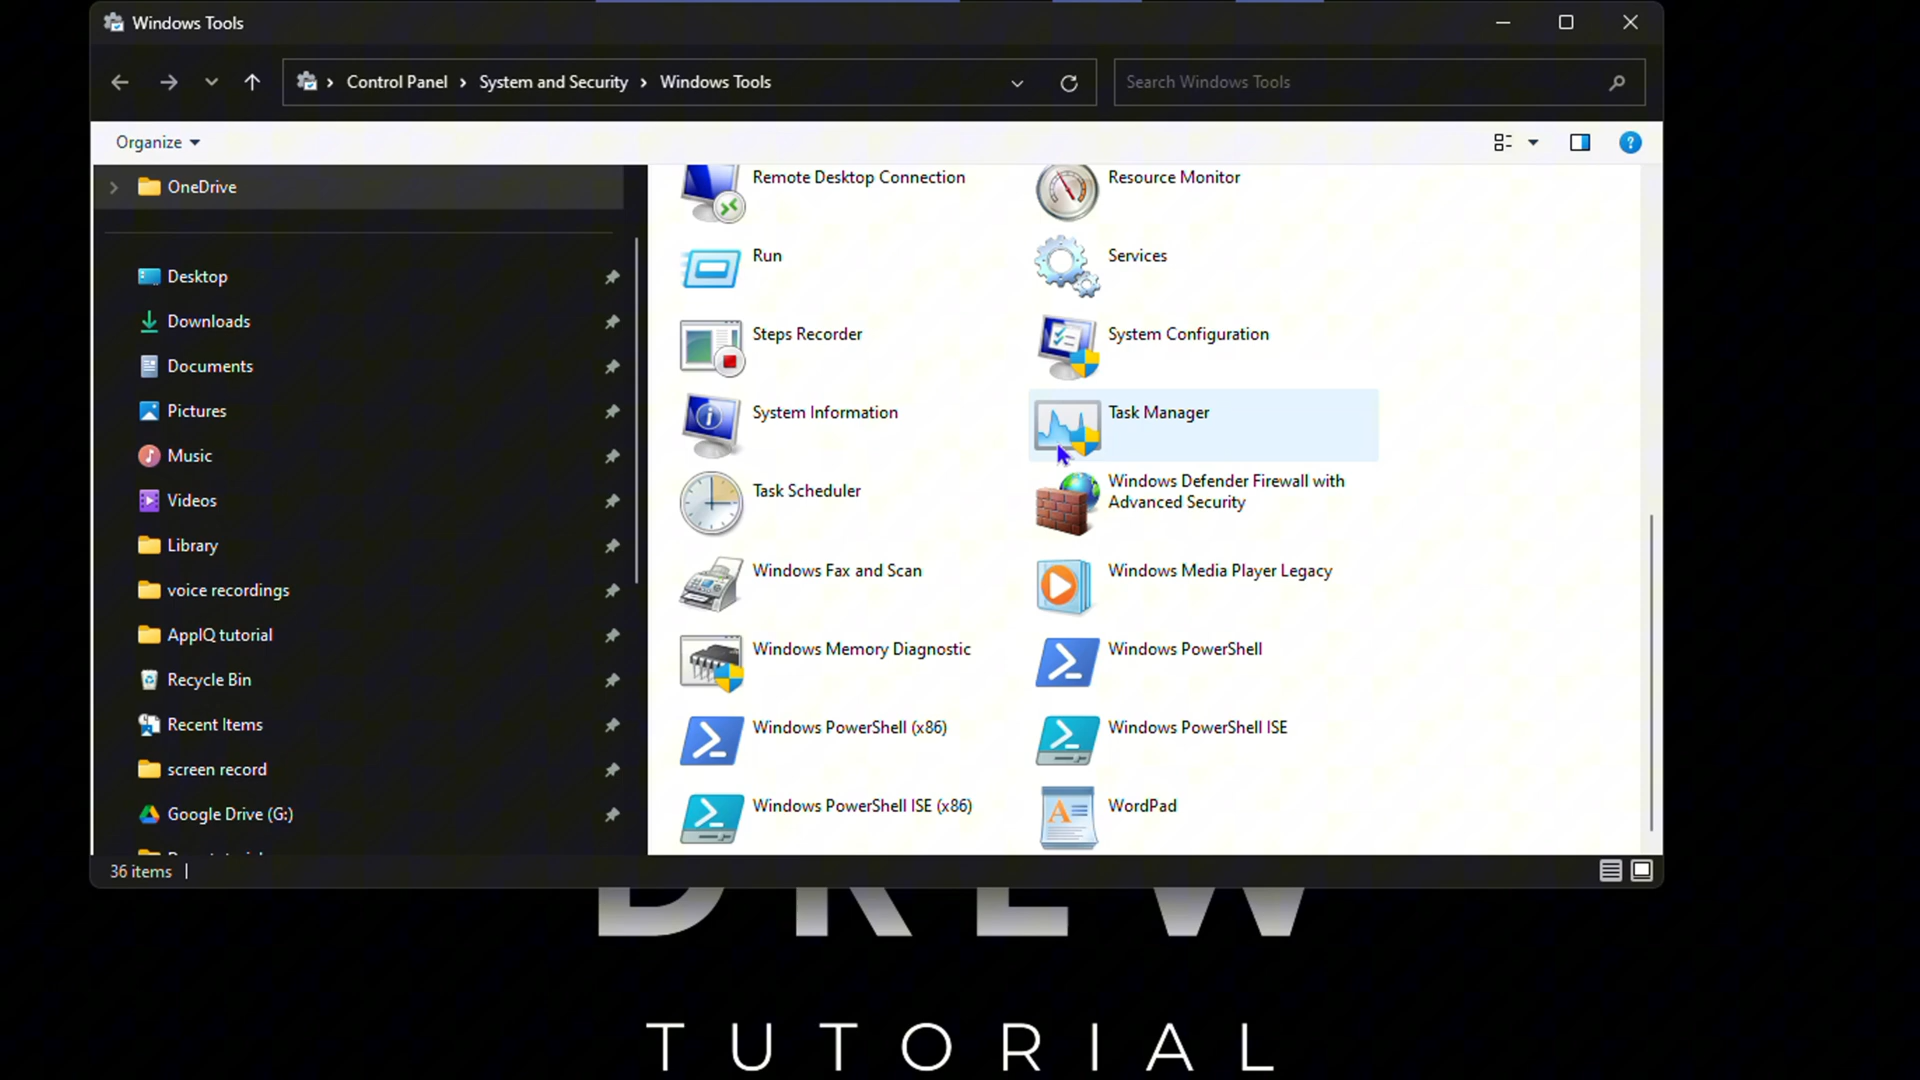 Windows Tools
Control Panel > System and Security > Windows Tools
Search Windows Tools
Organize
?
OneDrive
Desktop
Downloads
Documents
Pictures
Music
Videos
Library
voice recordings
AppIQ tutorial
Recycle Bin
Recent Items
screen record
Google Drive (G:)
Remote Desktop Connection
Resource Monitor
Run
Services
Steps Recorder
System Configuration
System Information
Task Manager
Task Scheduler
Windows Defender Firewall with
Advanced Security
Windows Fax and Scan
Windows Media Player Legacy
Windows Memory Diagnostic
Windows PowerShell
Windows PowerShell (x86)
Windows PowerShell ISE
Windows PowerShell ISE (x86)
WordPad
36 items
DREW
TUTORIAL